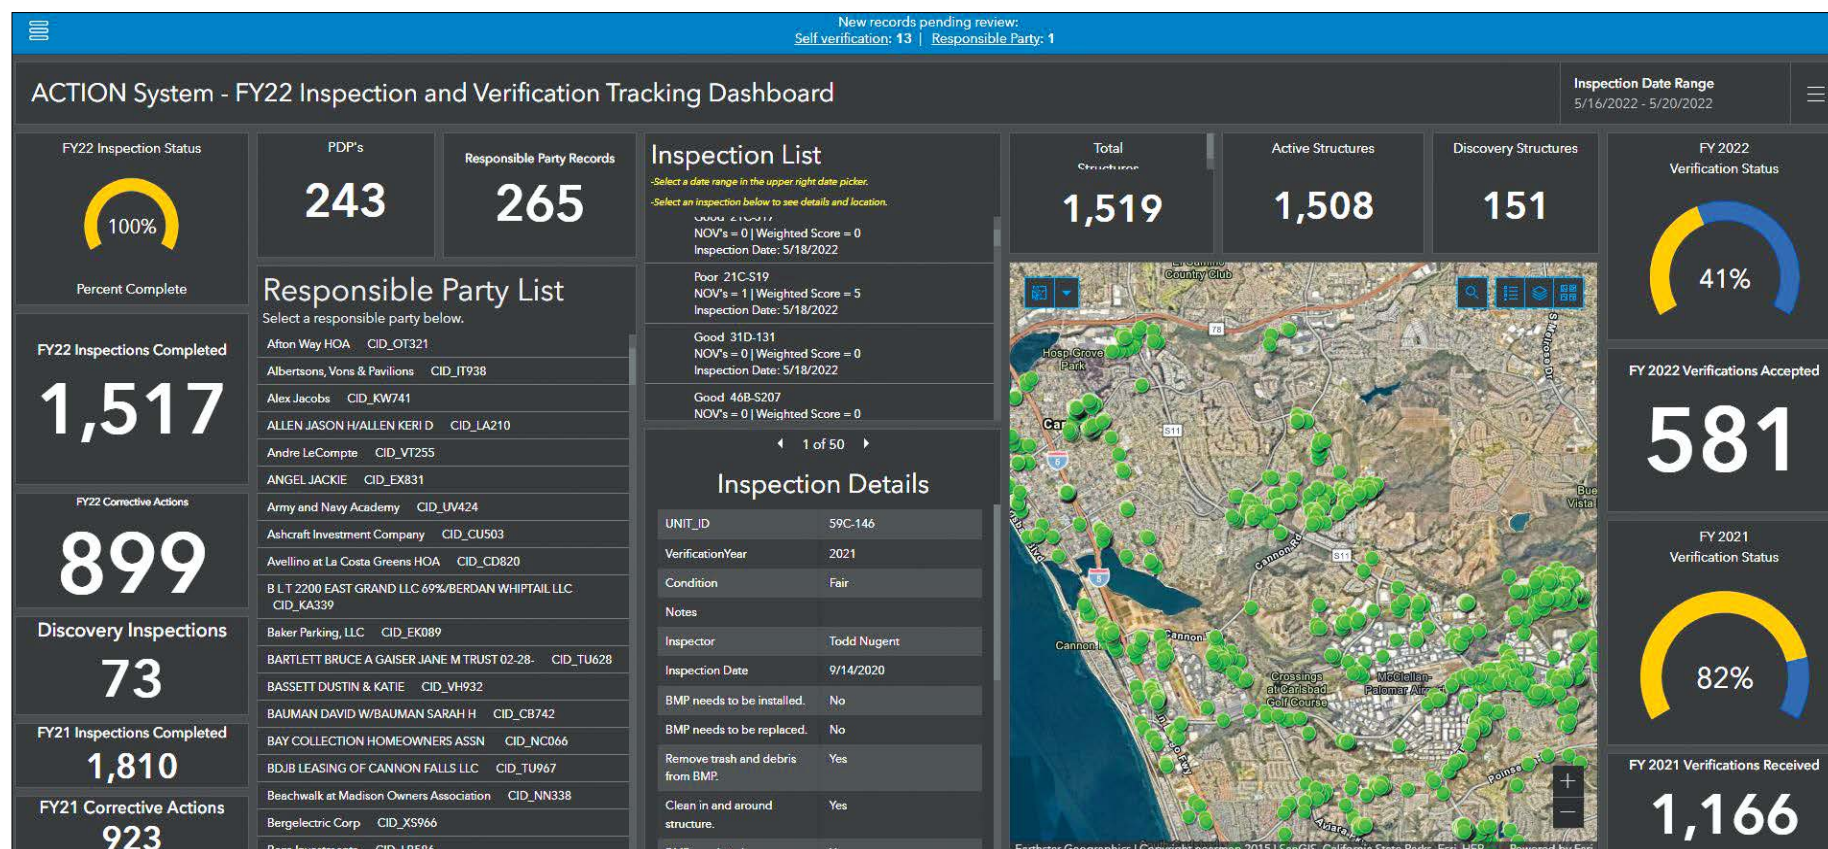 New records pending review:
Self verification: 13 | Responsible Party: 1
ACTION System - FY22 Inspection and Verification Tracking Dashboard
Inspection Date Range
5/16/2022 - 5/20/2022
FY22 Inspection Status
100%
Percent Complete
FY22 Inspections Completed
1,517
FY22 Corrective Actions
899
Discovery Inspections
73
FY21 Inspections Completed
1,810
FY21 Corrective Actions
923
PDP's
243
Responsible Party Records
265
Responsible Party List
Select a responsible party below.
Afton Way HOA CID_OT321
Albertsons, Vons & Pavilions CID_IT938
Alex Jacobs CID_KW741
ALLEN JASON H/ALLEN KERI D CID_LA210
Andre LeCompte CID_VT255
ANGEL JACKIE CID_EX831
Army and Navy Academy CID_UV424
Ashcraft Investment Company CID_CU503
Avellino at La Costa Greens HOA CID_CD820
B L T 2200 EAST GRAND LLC 69%/BERDAN WHIPTAIL LLC
CID_KA339
Baker Parking, LLC CID_EK089
BARTLETT BRUCE A GAISER JANE M TRUST 02-28- CID_TU628
BASSETT DUSTIN & KATIE CID_VH932
BAUMAN DAVID W/BAUMAN SARAH H CID_CB742
BAY COLLECTION HOMEOWNERS ASSN CID_NC066
BDJB LEASING OF CANNON FALLS LLC CID_TU967
Beachwalk at Madison Owners Association CID_NN338
Bergelectric Corp CID_XS966
Inspection List
-Select a date range in the upper right date picker.
-Select an inspection below to see details and location.
Good 21C-S17
NOV's = 0 | Weighted Score = 0
Inspection Date: 5/18/2022
Poor 21C-S19
NOV's = 1 | Weighted Score = 5
Inspection Date: 5/18/2022
Good 31D-131
NOV's = 0 | Weighted Score = 0
Inspection Date: 5/18/2022
Good 46B-S207
NOV's = 0 | Weighted Score = 0
1 of 50
Inspection Details
UNIT_ID 59C-146
VerificationYear 2021
Condition Fair
Notes
Inspector Todd Nugent
Inspection Date 9/14/2020
BMP needs to be installed. No
BMP needs to be replaced. No
Remove trash and debris Yes
from BMP.
Clean in and around Yes
structure.
Total
Structures
1,519
Active Structures
1,508
Discovery Structures
151
Country Club
78
S Melrose Dr
Hosp Grove
Park
Car
S11
5
Bue
Vista
Cannon Rd
S11
5
Cannon
Cannon
Crossings
at Carlsbad
Golf Course
McClellan-
Palomar Air
Poinse
Aviara
FY 2022
Verification Status
41%
FY 2022 Verifications Accepted
581
FY 2021
Verification Status
82%
FY 2021 Verifications Received
1,166